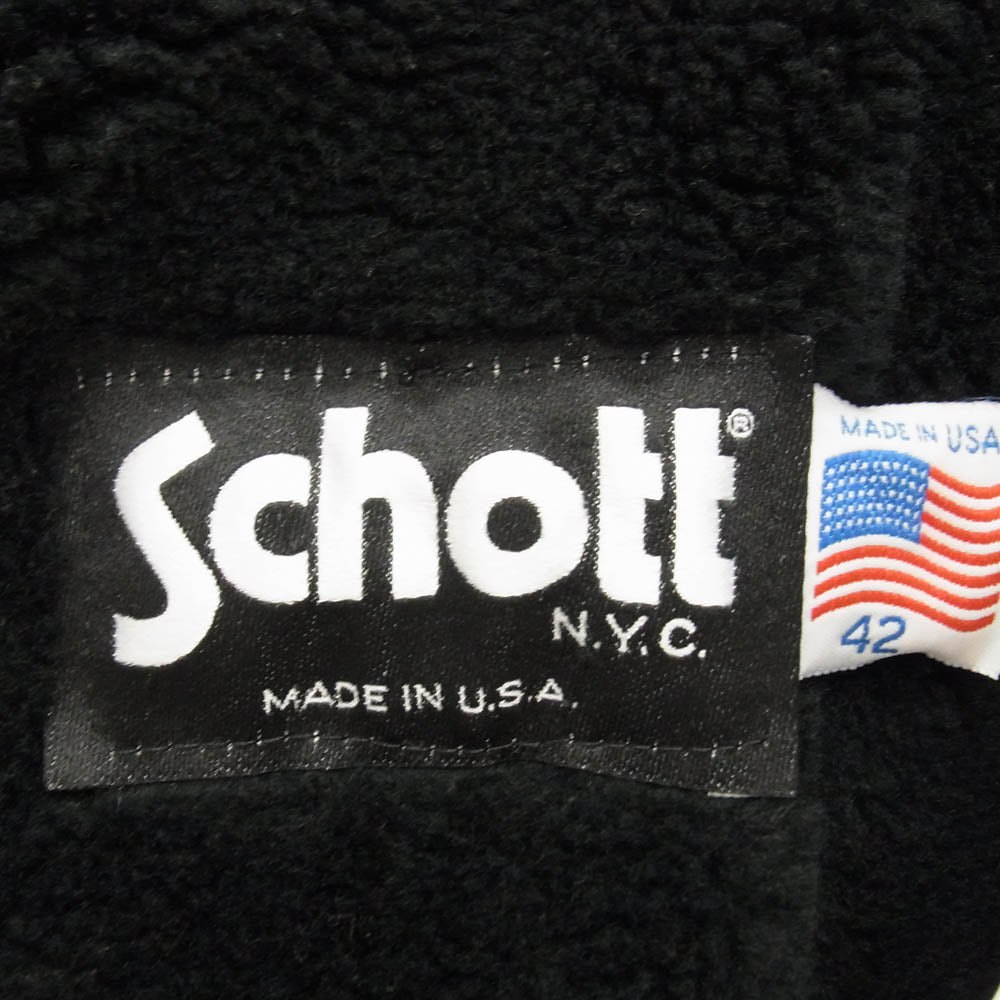 Schott®
N.Y.C.
MADE IN U.S.A.
MADE IN USA
42